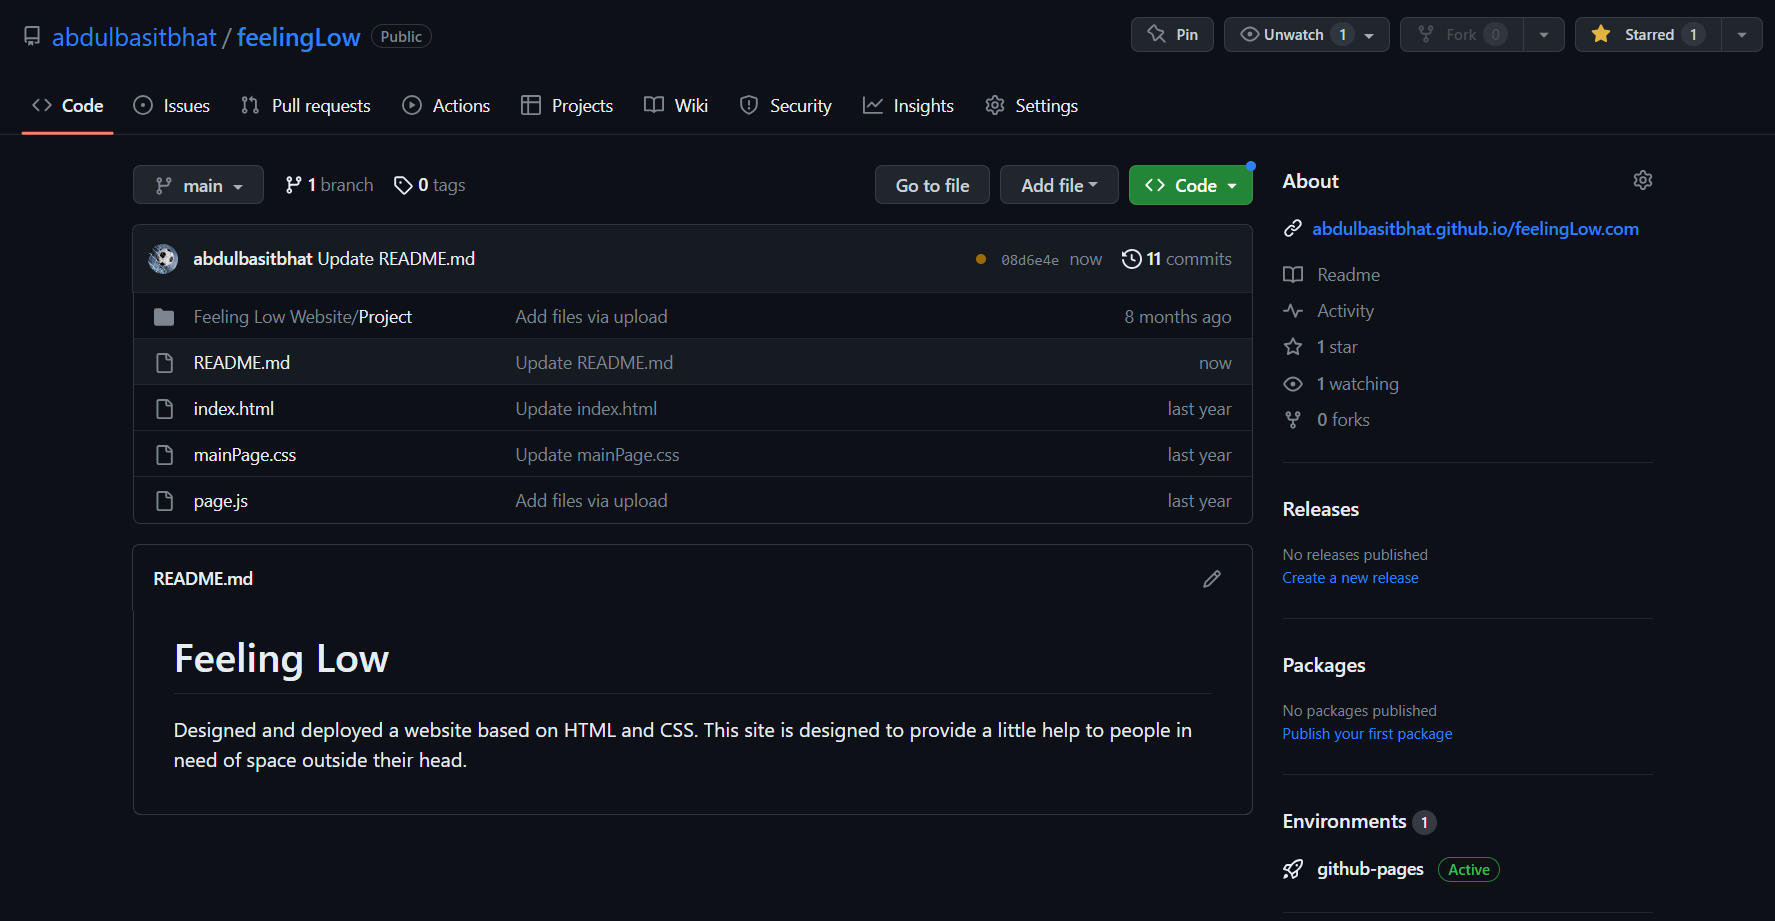 abdulbasitbhat / feelingLow Public
Pin Unwatch 1 Fork 0 Starred 1
Code Issues Pull requests Actions Projects Wiki Security Insights Settings
main 1 branch 0 tags Go to file Add file Code
abdulbasitbhat Update README.md 08d6e4e now 11 commits
Feeling Low Website/Project Add files via upload 8 months ago
README.md Update README.md now
index.html Update index.html last year
mainPage.css Update mainPage.css last year
page.js Add files via upload last year
README.md
Feeling Low
Designed and deployed a website based on HTML and CSS. This site is designed to provide a little help to people in
need of space outside their head.
About
abdulbasitbhat.github.io/feelingLow.com
Readme
Activity
1 star
1 watching
0 forks
Releases
No releases published
Create a new release
Packages
No packages published
Publish your first package
Environments 1
github-pages Active